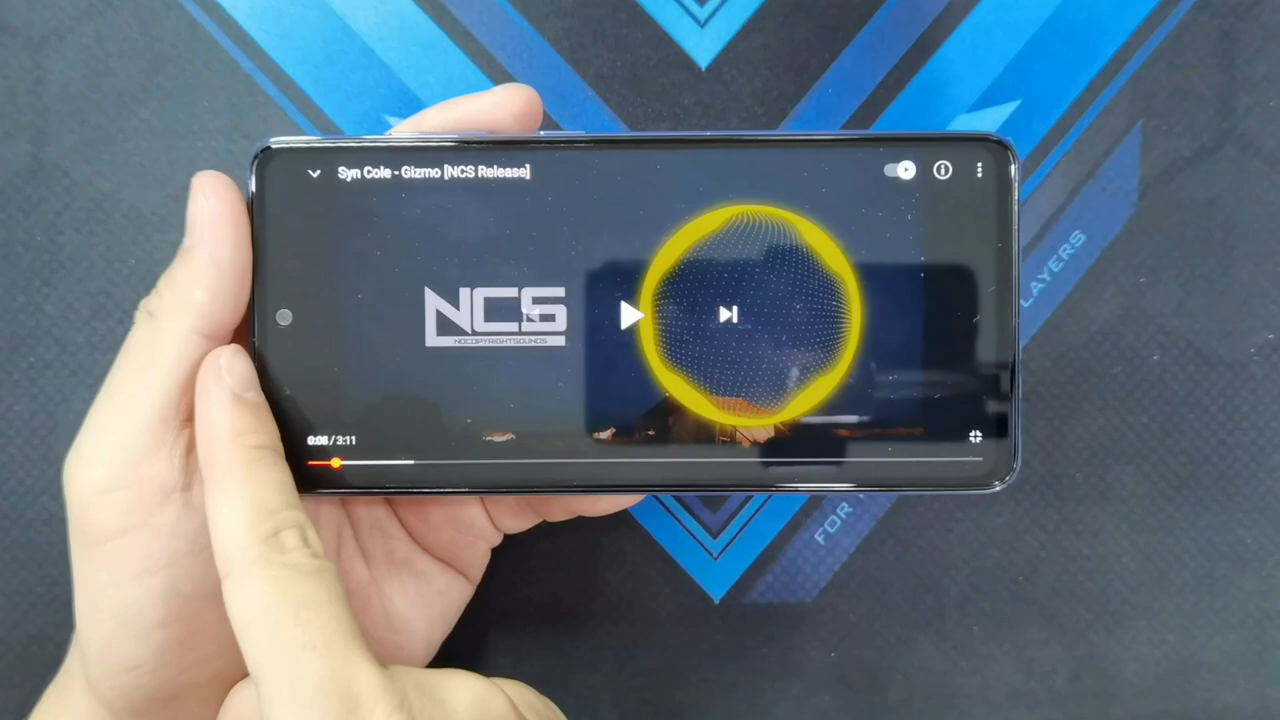 Syn Cole - Gizmo [NCS Release]
NCS
NOCOPYRIGHTSOUNDS
0:08 / 3:11
LAYERS
FOR